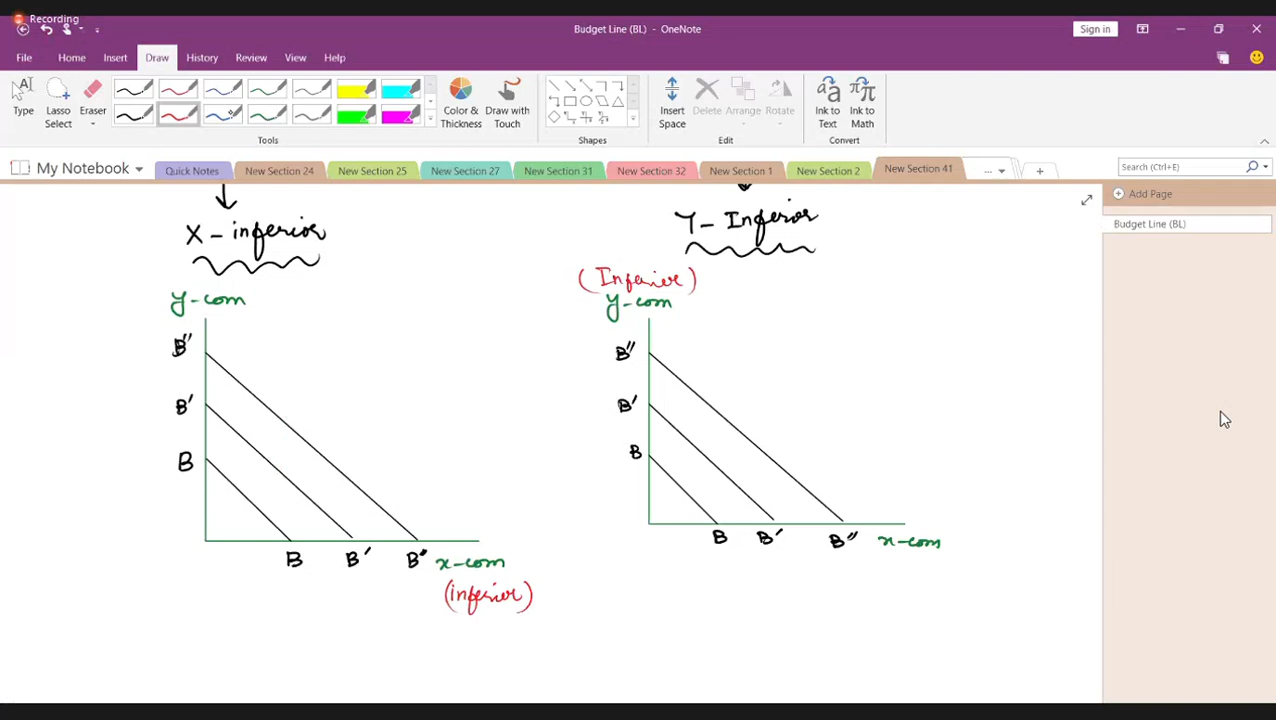 Recording
Budget Line (BL) - OneNote
Sign in
File Home Insert Draw History Review View Help
Type
Lasso Select
Eraser
Color & Thickness
Draw with Touch
Insert Space
Delete
Arrange
Rotate
Ink to Text
Ink to Math
Tools
Shapes
Edit
Convert
My Notebook
Quick Notes
New Section 24
New Section 25
New Section 27
New Section 31
New Section 32
New Section 1
New Section 2
New Section 41
...
Search (Ctrl+E)
Add Page
Budget Line (BL)
X - inferior
y-com
B"
B'
B
B B' B" x-com
(inferior)
Y - Inferior
(Inferior)
y-com
B"
B'
B
B B' B" x-com